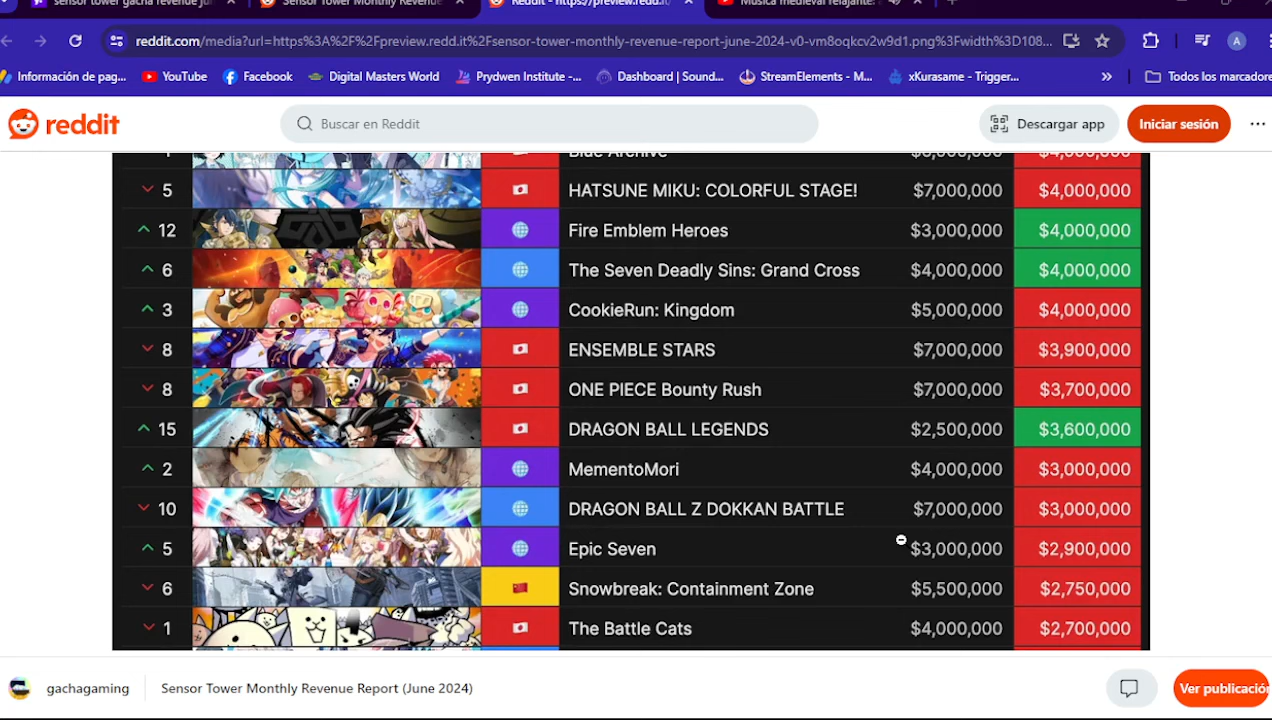 sensor tower gacha revenue ju
Sensor Tower Monthly Revenue
Reddit - https://preview.redd.it/
Musica medieval relajante:
reddit.com/media?url=https%3A%2F%2Fpreview.redd.it%2Fsensor-tower-monthly-revenue-report-june-2024-v0-vm8oqkcv2w9d1.png%3Fwidth%3D108...
A
Información de pag...
YouTube
Facebook
Digital Masters World
Prydwen Institute -...
Dashboard | Sound...
StreamElements - M...
xKurasame - Trigger...
»
Todos los marcadore
reddit
Buscar en Reddit
Descargar app
Iniciar sesión
Blue Archive
5 HATSUNE MIKU: COLORFUL STAGE! $7,000,000 $4,000,000
12 Fire Emblem Heroes $3,000,000 $4,000,000
6 The Seven Deadly Sins: Grand Cross $4,000,000 $4,000,000
3 CookieRun: Kingdom $5,000,000 $4,000,000
8 ENSEMBLE STARS $7,000,000 $3,900,000
8 ONE PIECE Bounty Rush $7,000,000 $3,700,000
15 DRAGON BALL LEGENDS $2,500,000 $3,600,000
2 MementoMori $4,000,000 $3,000,000
10 DRAGON BALL Z DOKKAN BATTLE $7,000,000 $3,000,000
5 Epic Seven $3,000,000 $2,900,000
6 Snowbreak: Containment Zone $5,500,000 $2,750,000
1 The Battle Cats $4,000,000 $2,700,000
gachagaming
Sensor Tower Monthly Revenue Report (June 2024)
Ver publicación